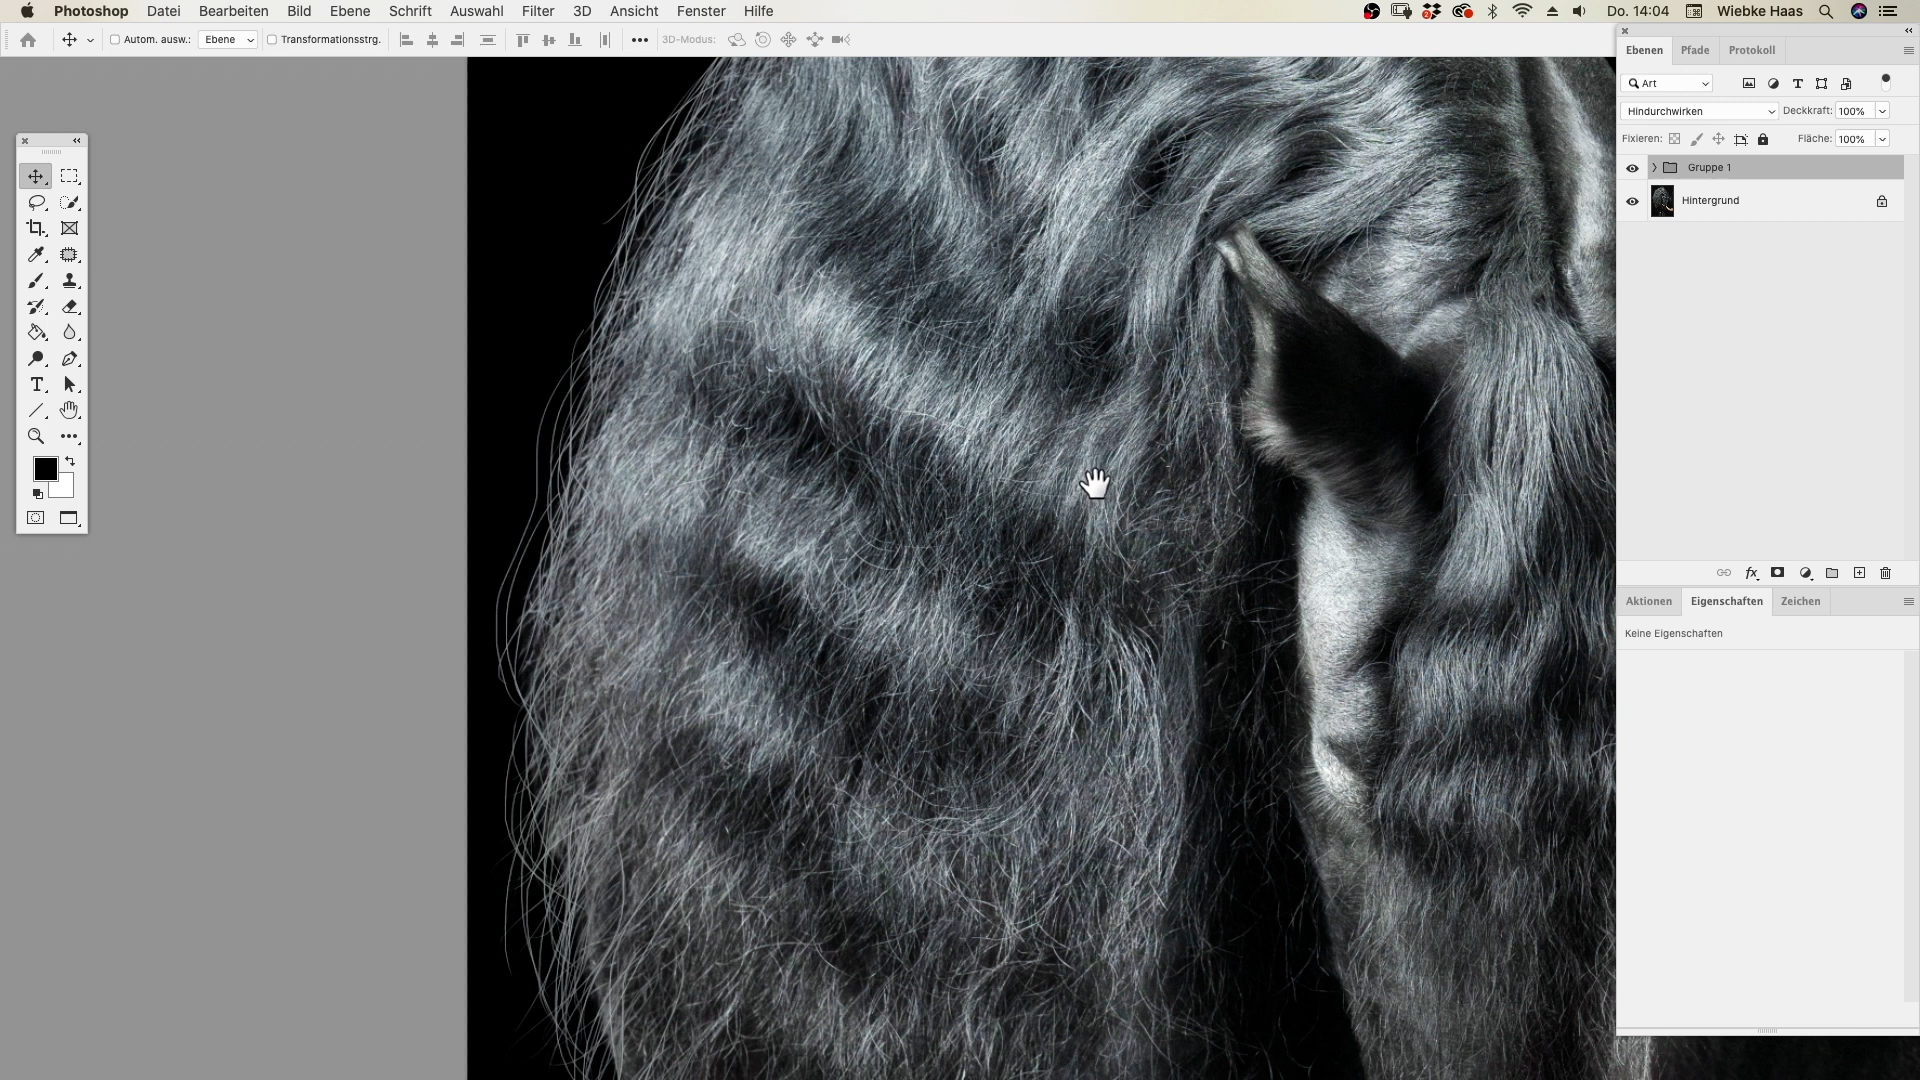 Photoshop Datei Bearbeiten Bild Ebene Schrift Auswahl Filter 3D Ansicht Fenster Hilfe Do. 14:04 Wiebke Haas
Autom. ausw.: Ebene Transformationsstrg. 3D-Modus:
Ebenen Pfade Protokoll
Art
Hindurchwirken Deckkraft: 100%
Fixieren: Fläche: 100%
Gruppe 1
Hintergrund
fx
Aktionen Eigenschaften Zeichen
Keine Eigenschaften